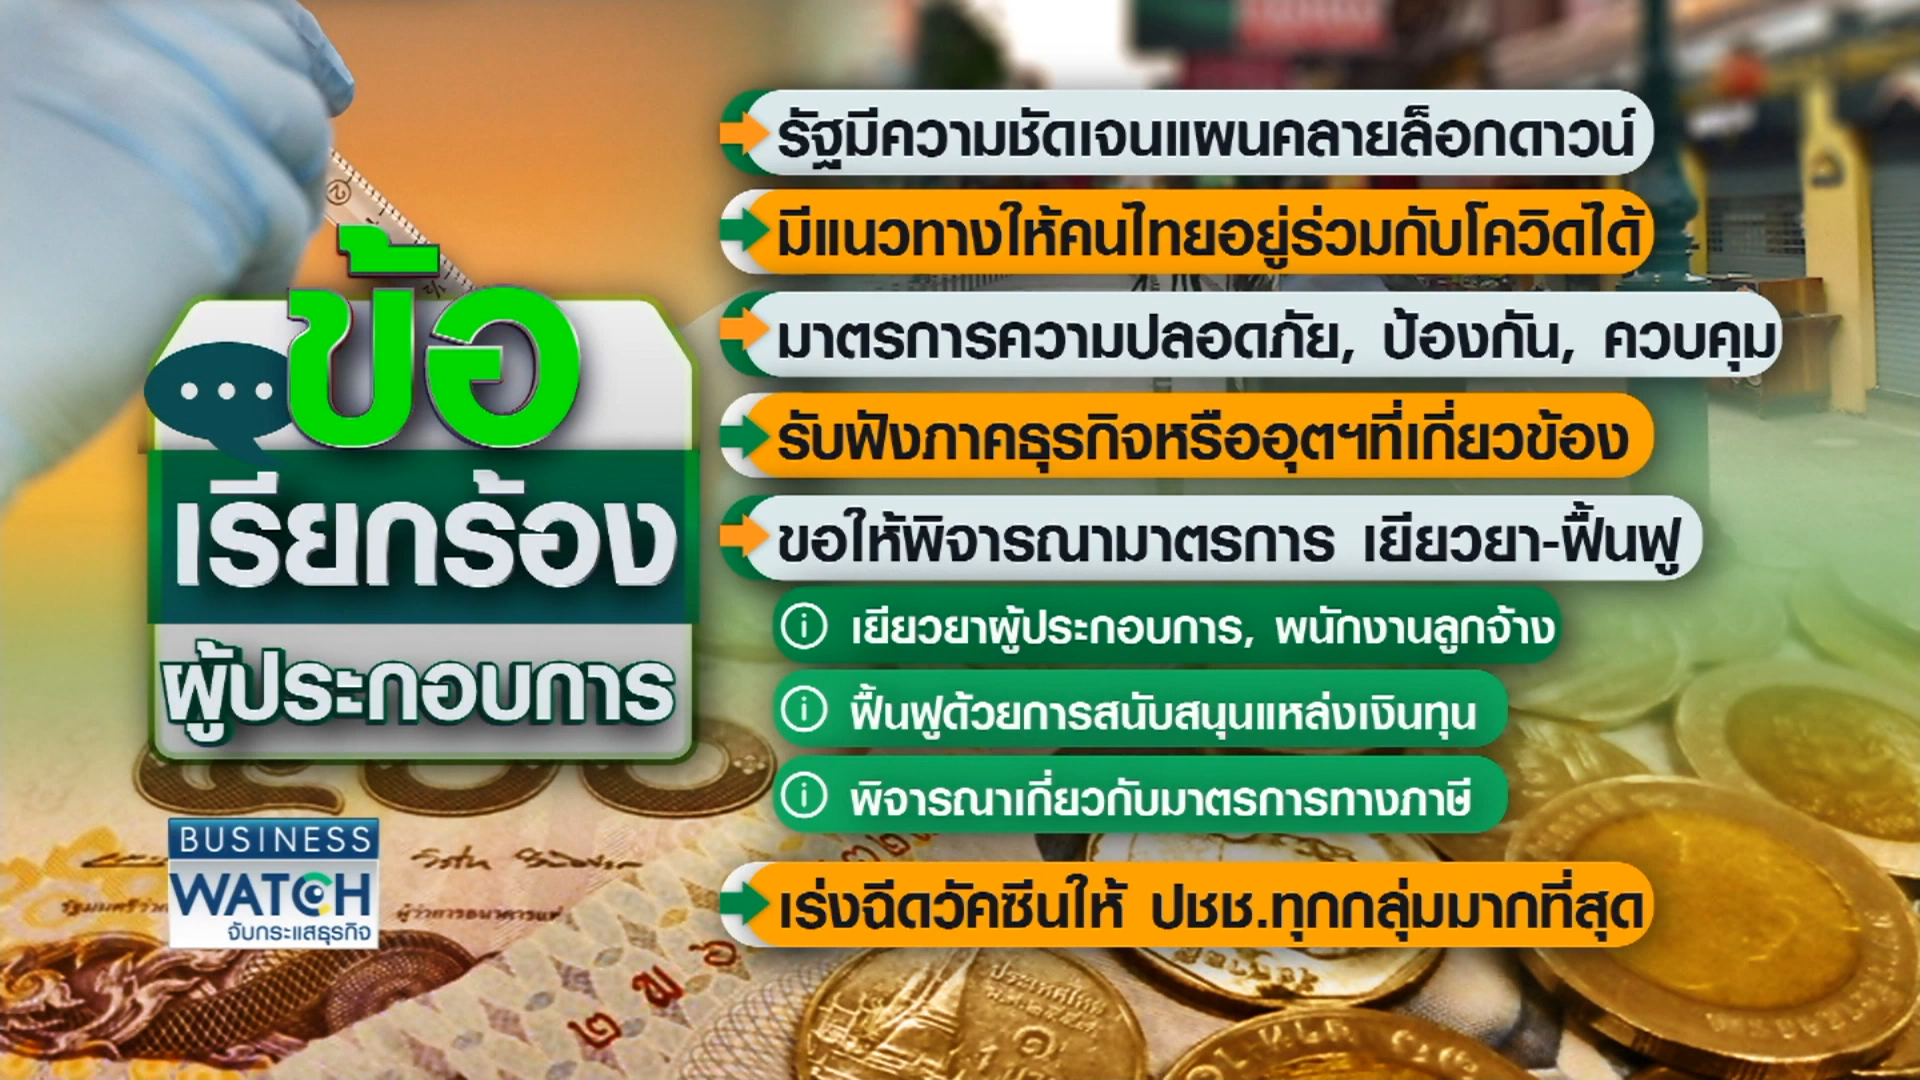 ข้อ
เรียกร้อง
ผู้ประกอบการ
รัฐมีความชัดเจนแผนคลายล็อกดาวน์
มีแนวทางให้คนไทยอยู่ร่วมกับโควิดได้
มาตรการความปลอดภัย, ป้องกัน, ควบคุม
รับฟังภาคธุรกิจหรืออุตฯที่เกี่ยวข้อง
ขอให้พิจารณามาตรการ เยียวยา-ฟื้นฟู
เยียวยาผู้ประกอบการ, พนักงานลูกจ้าง
ฟื้นฟูด้วยการสนับสนุนแหล่งเงินทุน
พิจารณาเกี่ยวกับมาตรการทางภาษี
เร่งฉีดวัคซีนให้ ปชช.ทุกกลุ่มมากที่สุด
BUSINESS
WATCH
จับกระแสธุรกิจ
๕๐๐